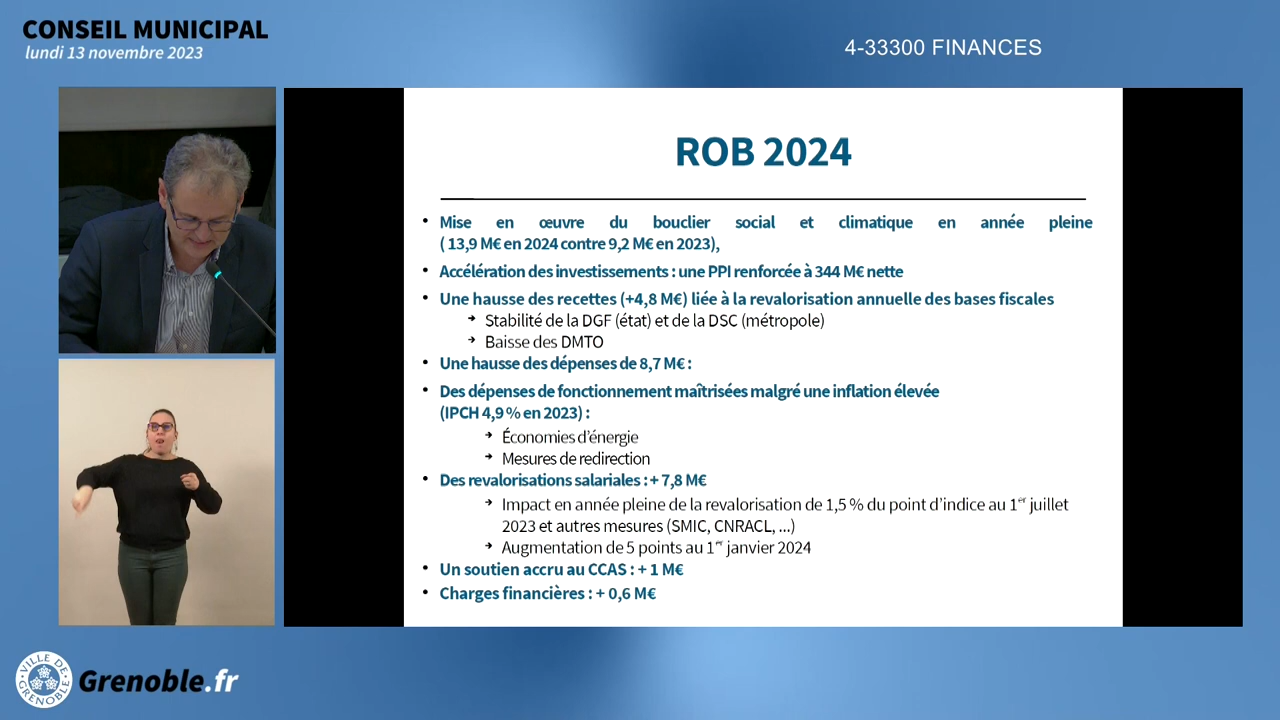 CONSEIL MUNICIPAL
lundi 13 novembre 2023
4-33300 FINANCES
ROB 2024
• Mise en œuvre du bouclier social et climatique en année pleine
( 13,9 M€ en 2024 contre 9,2 M€ en 2023),
• Accélération des investissements : une PPI renforcée à 344 M€ nette
• Une hausse des recettes (+4,8 M€) liée à la revalorisation annuelle des bases fiscales
➔ Stabilité de la DGF (état) et de la DSC (métropole)
➔ Baisse des DMTO
• Une hausse des dépenses de 8,7 M€ :
• Des dépenses de fonctionnement maîtrisées malgré une inflation élevée
(IPCH 4,9 % en 2023) :
➔ Économies d'énergie
➔ Mesures de redirection
• Des revalorisations salariales : + 7,8 M€
➔ Impact en année pleine de la revalorisation de 1,5 % du point d'indice au 1er juillet
2023 et autres mesures (SMIC, CNRACL, ...)
➔ Augmentation de 5 points au 1er janvier 2024
• Un soutien accru au CCAS : + 1 M€
• Charges financières : + 0,6 M€
VILLE DE
GRENOBLE
Grenoble.fr